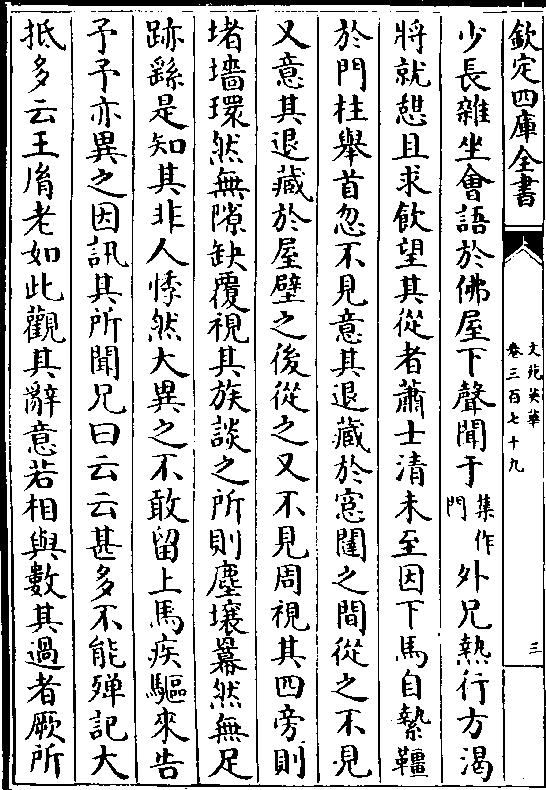 欽定四庫全書
文苑英華
卷三百七十九
三
少長雜坐會語於佛屋下聲聞于集作門外兄熱行方渴
將就憩且求飲望其從者蕭士清未至因下馬自縶韁
於門柱舉首忽不見意其退藏於窓闥之間從之不見
又意其退藏於屋壁之後從之又不見周視其四旁則
堵墻環然無隙缺覆視其族談之所則塵壤羃然無足
跡繇是知其非人悸然大異之不敢留上馬疾驅來告
予予亦異之因訊其所聞兄曰云云甚多不能殫記大
抵多云王𦙍老如此觀其辭意若相與數其過者厥所